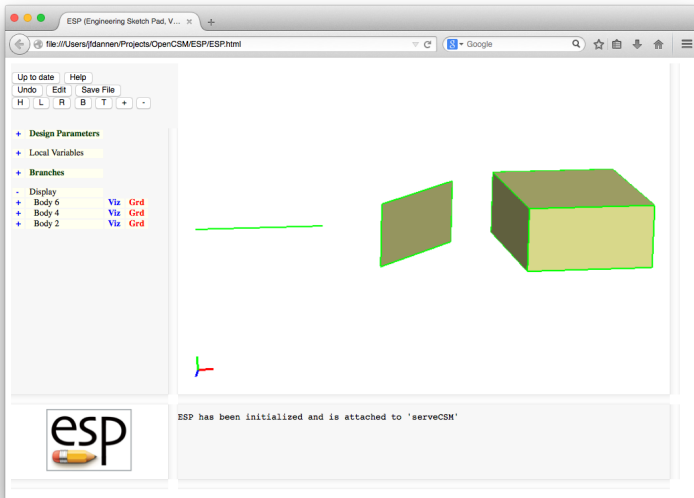 ESP (Engineering Sketch Pad, V...
file:///Users/jfdannen/Projects/OpenCSM/ESP/ESP.html
Google
Up to date Help
Undo Edit Save File
H L R B T + -
+ Design Parameters
+ Local Variables
+ Branches
- Display
+ Body 6 Viz Grd
+ Body 4 Viz Grd
+ Body 2 Viz Grd
esp
ESP has been initialized and is attached to 'serveCSM'